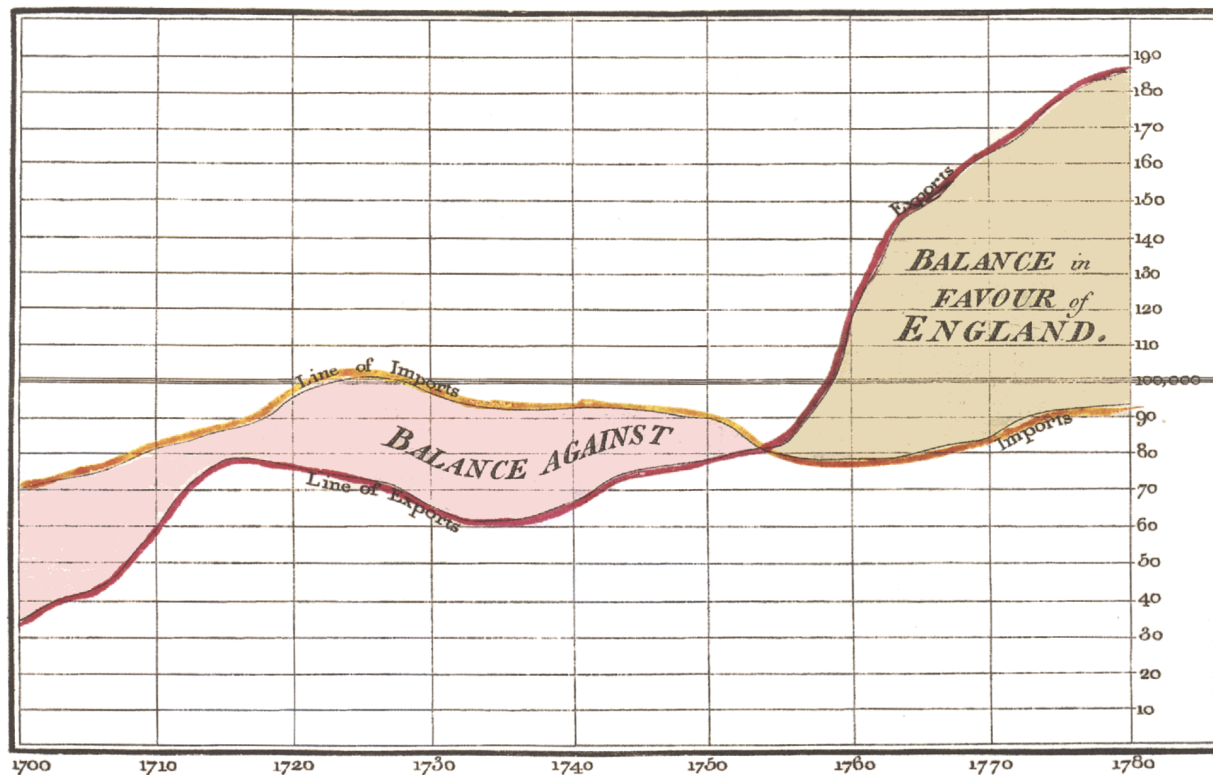 190
180
170
160
150
140
130
120
110
100,000
90
80
70
60
50
40
30
20
10
Exports
BALANCE in
FAVOUR of
ENGLAND.
Line of Imports
BALANCE AGAINST
Imports
Line of Exports
1700 1710 1720 1730 1740 1750 1760 1770 1780